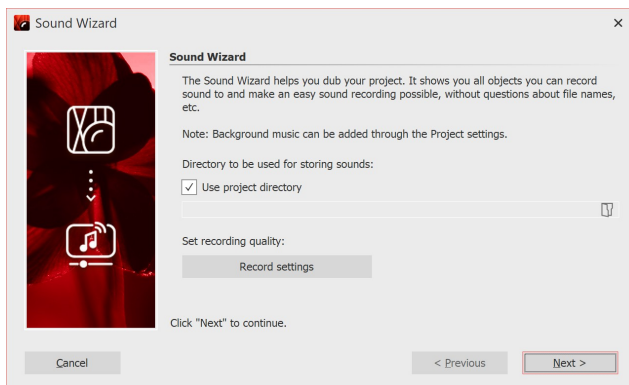 Sound Wizard
Sound Wizard
The Sound Wizard helps you dub your project. It shows you all objects you can record
sound to and make an easy sound recording possible, without questions about file names,
etc.
Note: Background music can be added through the Project settings.
Directory to be used for storing sounds:
Use project directory
Set recording quality:
Record settings
Click "Next" to continue.
Cancel
< Previous
Next >